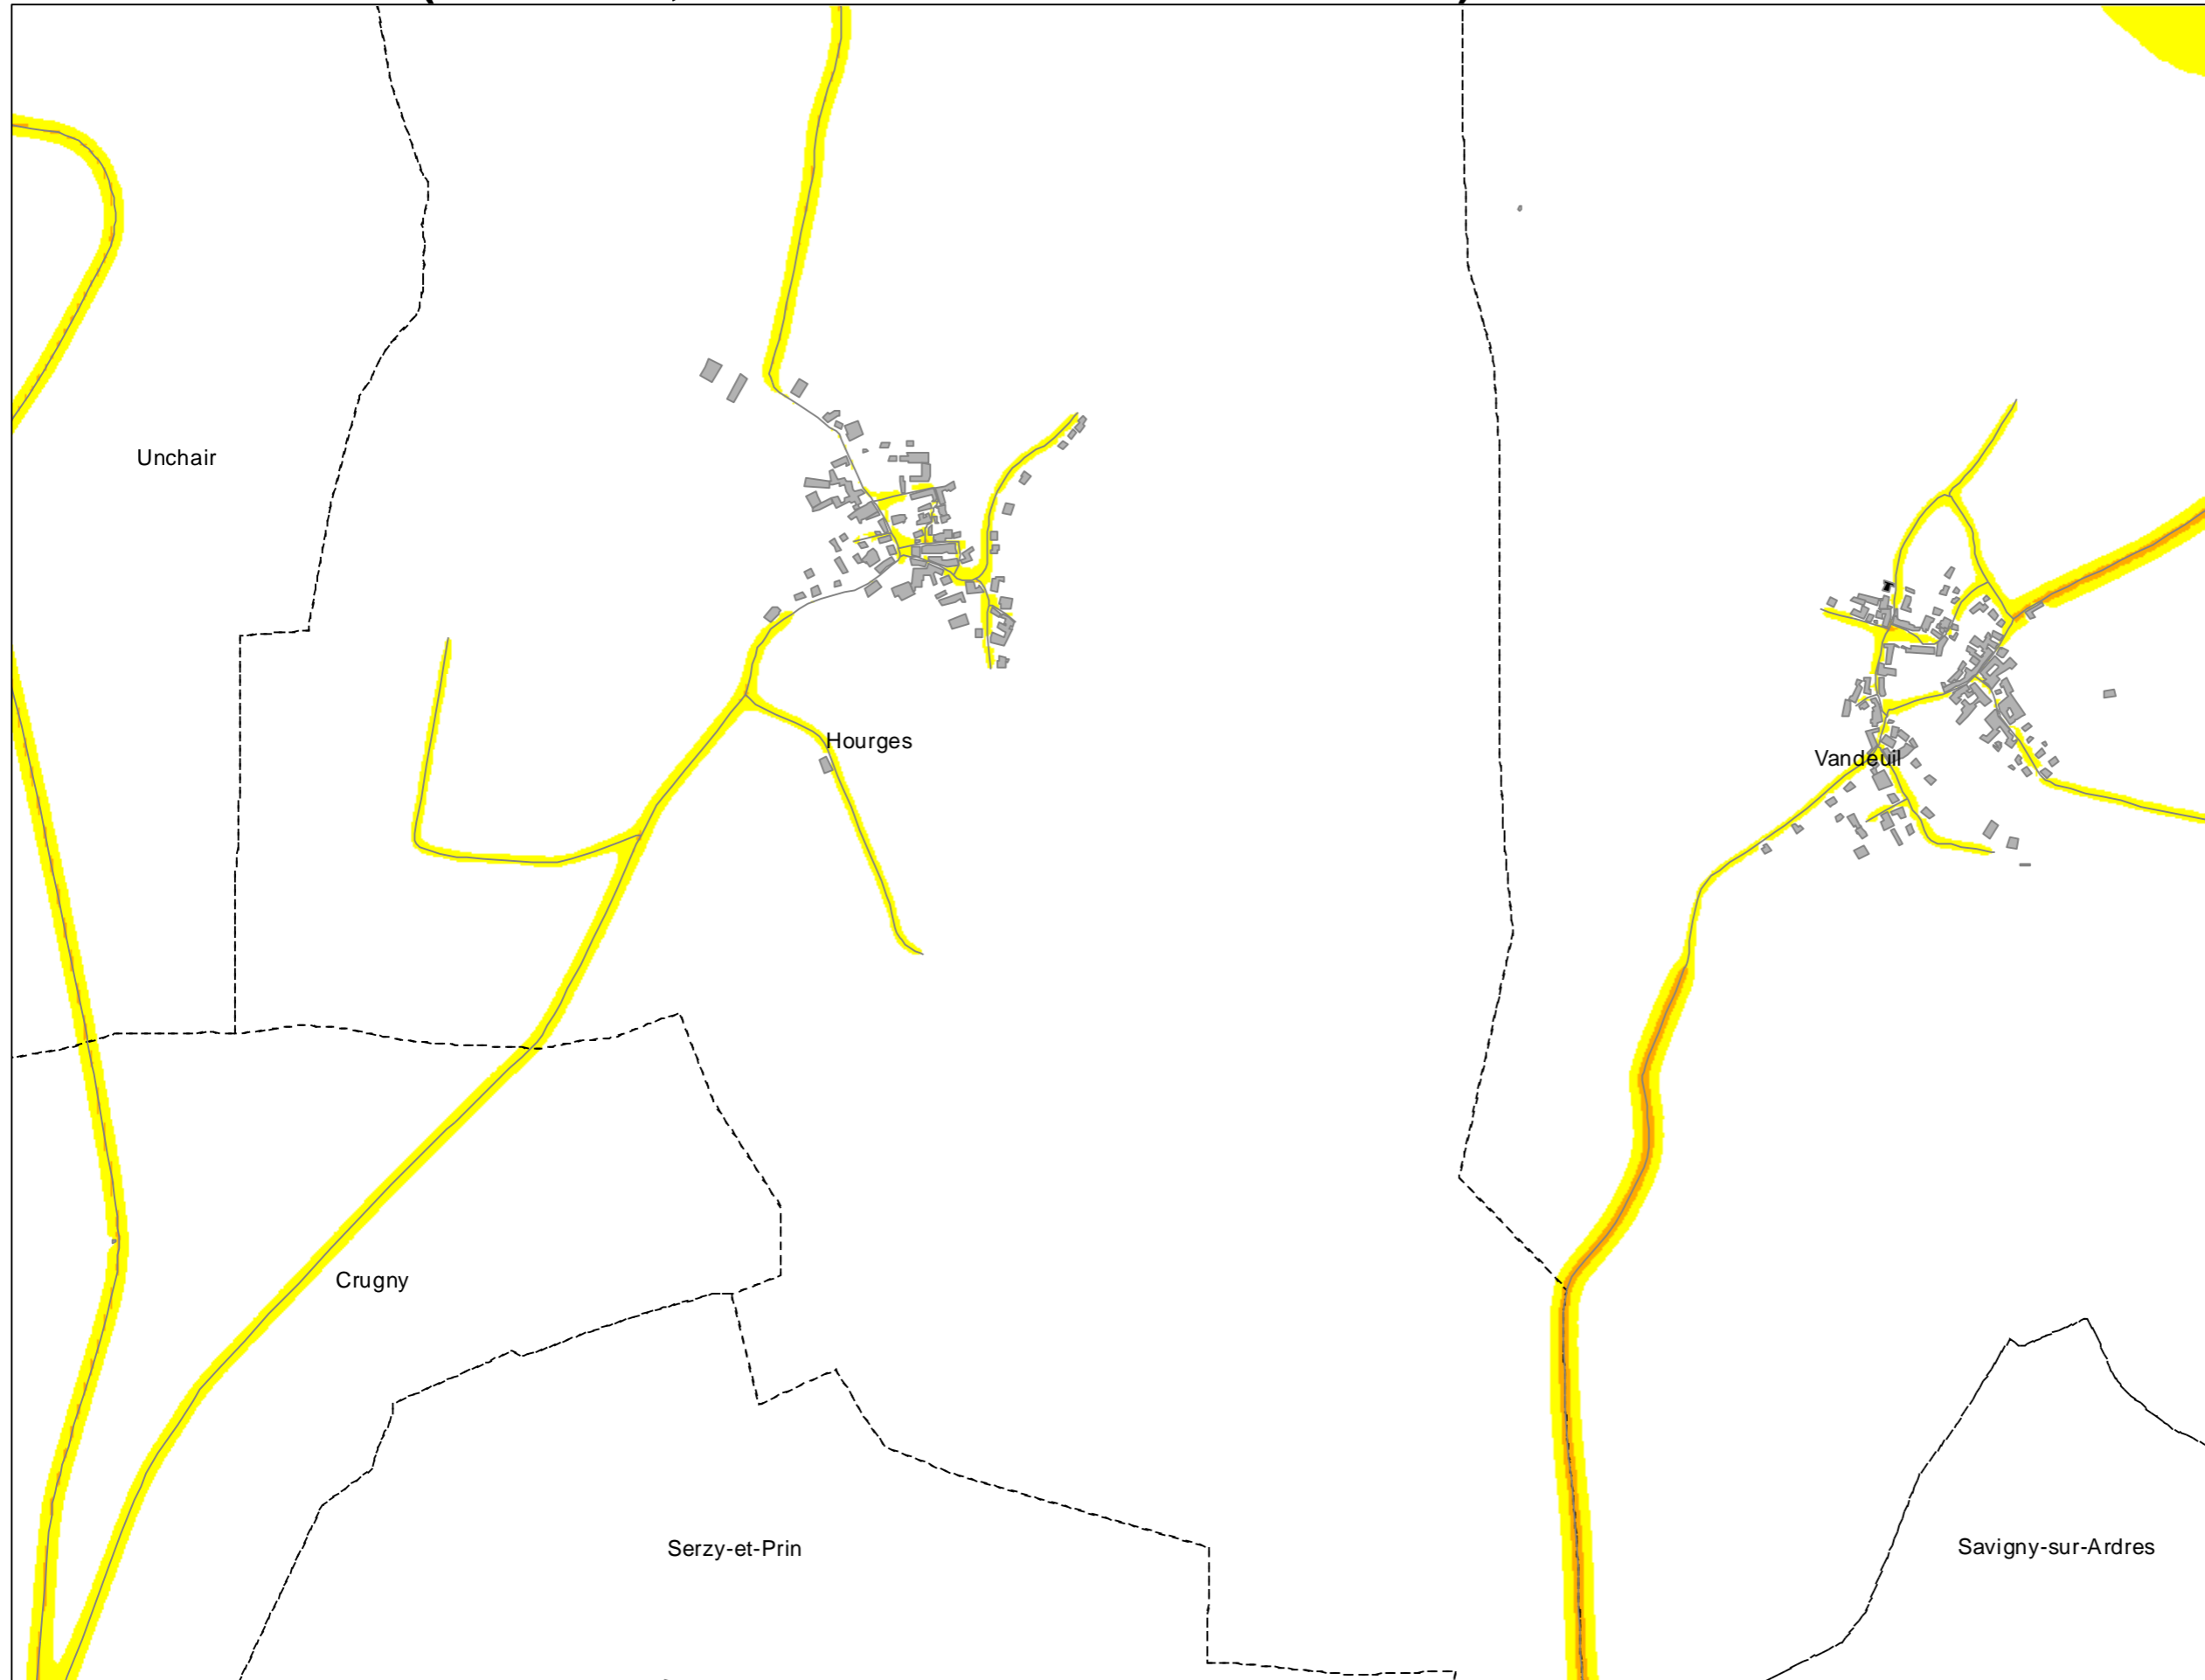 Unchair
Hourges
Vandeuil
Crugny
Serzy-et-Prin
Savigny-sur-Ardres